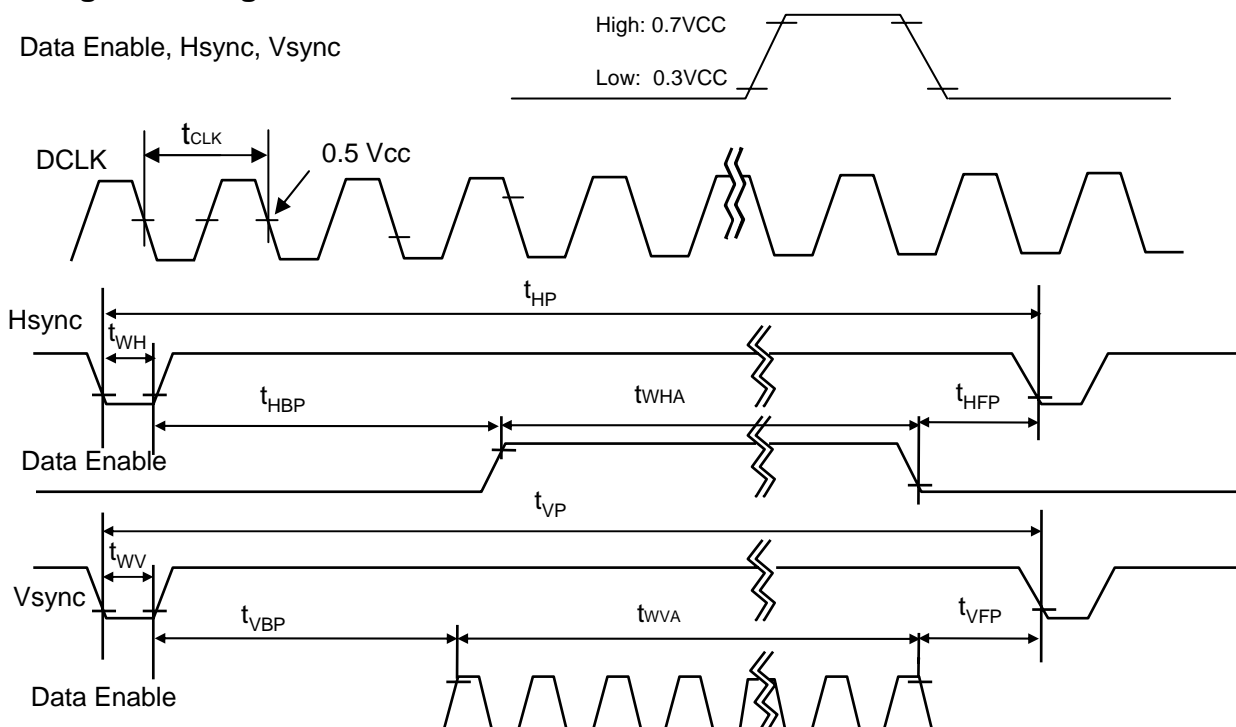 Data Enable, Hsync, Vsync
High: 0.7VCC
Low: 0.3VCC
tCLK
DCLK
0.5 Vcc
tHP
Hsync
tWH
tHBP
tWHA
tHFP
Data Enable
tVP
tWV
Vsync
tVBP
tWVA
tVFP
Data Enable